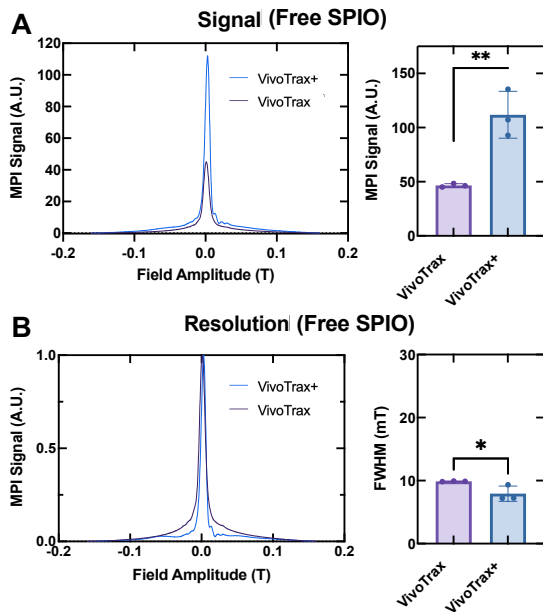 A
Signal (Free SPIO)
MPI Signal (A.U.)
120
100
80
60
40
20
0
-0.2
-0.1
0.0
0.1
0.2
Field Amplitude (T)
VivoTrax+
VivoTrax
MPI Signal (A.U.)
150
100
50
0
**
VivoTrax
VivoTrax+
B
Resolution (Free SPIO)
MPI Signal (A.U.)
1.0
0.5
0.0
-0.2
-0.1
0.0
0.1
0.2
Field Amplitude (T)
VivoTrax+
VivoTrax
FWHM (mT)
30
20
10
0
*
VivoTrax
VivoTrax+